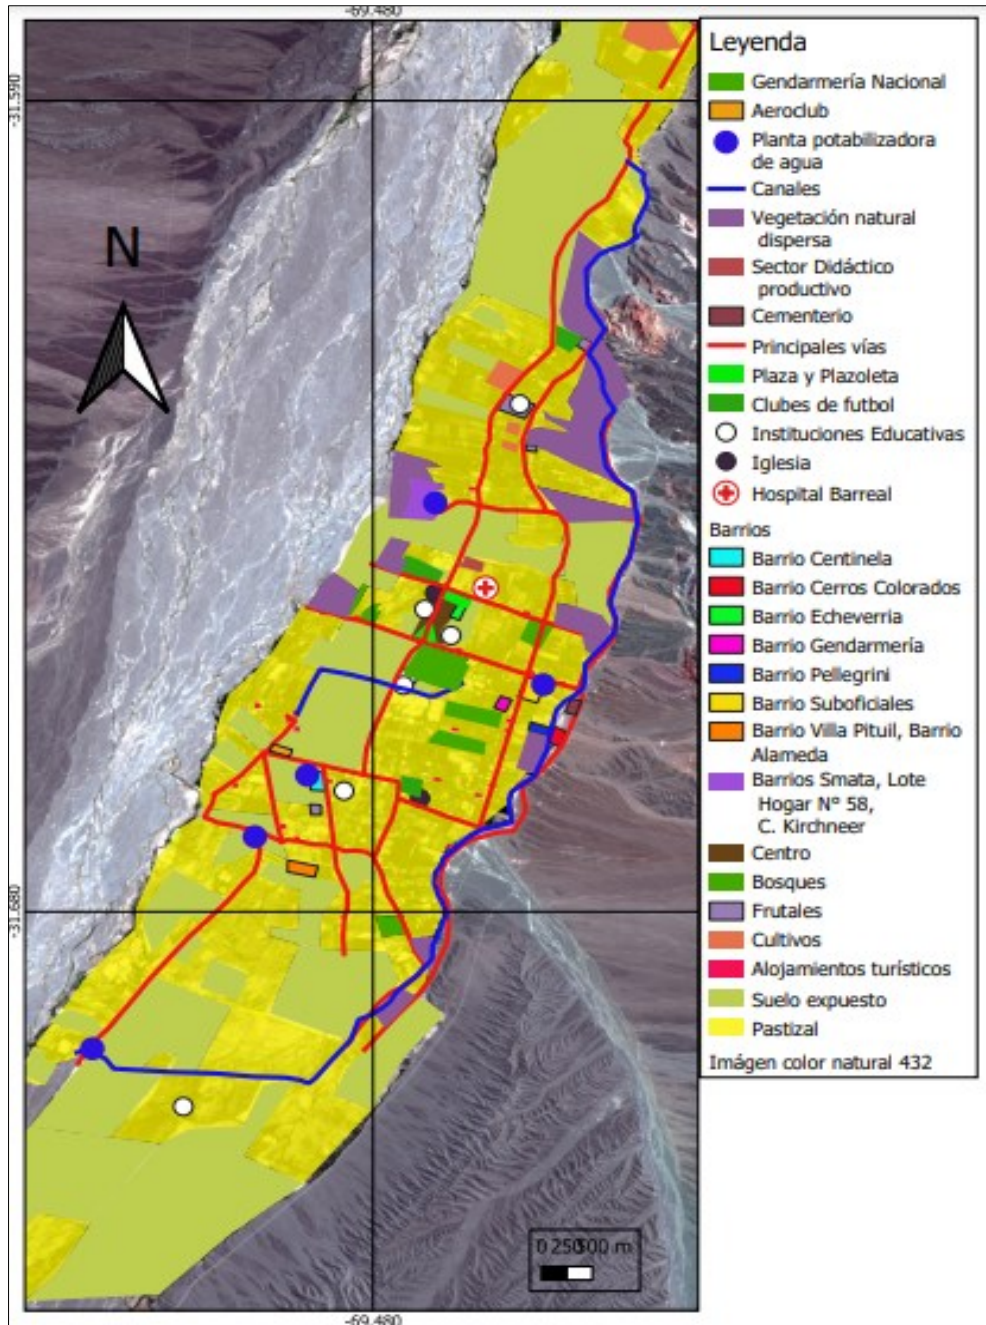 -69.480
-31.590
N
-31.680
0 250 500 m
-69.480
Leyenda
Gendarmería Nacional
Aeroclub
Planta potabilizadora
de agua
Canales
Vegetación natural
dispersa
Sector Didáctico
productivo
Cementerio
Principales vías
Plaza y Plazoleta
Clubes de futbol
Instituciones Educativas
Iglesia
Hospital Barreal
Barrios
Barrio Centinela
Barrio Cerros Colorados
Barrio Echeverria
Barrio Gendarmería
Barrio Pellegrini
Barrio Suboficiales
Barrio Villa Pituil, Barrio
Alameda
Barrios Smata, Lote
Hogar N° 58,
C. Kirchneer
Centro
Bosques
Frutales
Cultivos
Alojamientos turísticos
Suelo expuesto
Pastizal
Imágen color natural 432